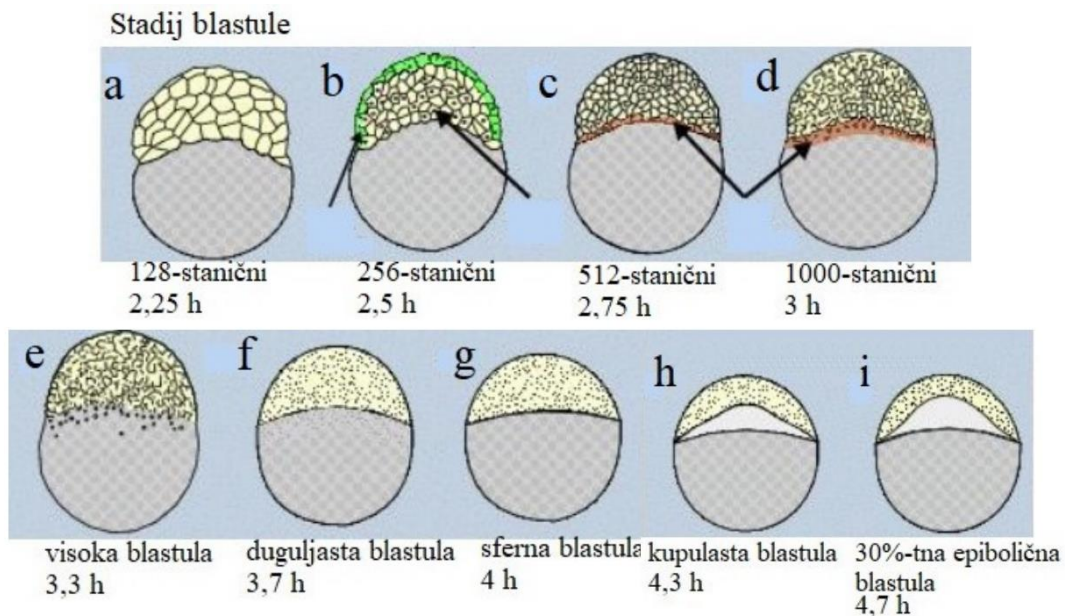 Stadij blastule
a b c d
128-stanični 256-stanični 512-stanični 1000-stanični
2,25 h 2,5 h 2,75 h 3 h
e f g h i
visoka blastula duguljasta blastula sferna blastula kupulasta blastula 30%-tna epibolična
3,3 h 3,7 h 4 h 4,3 h blastula
4,7 h